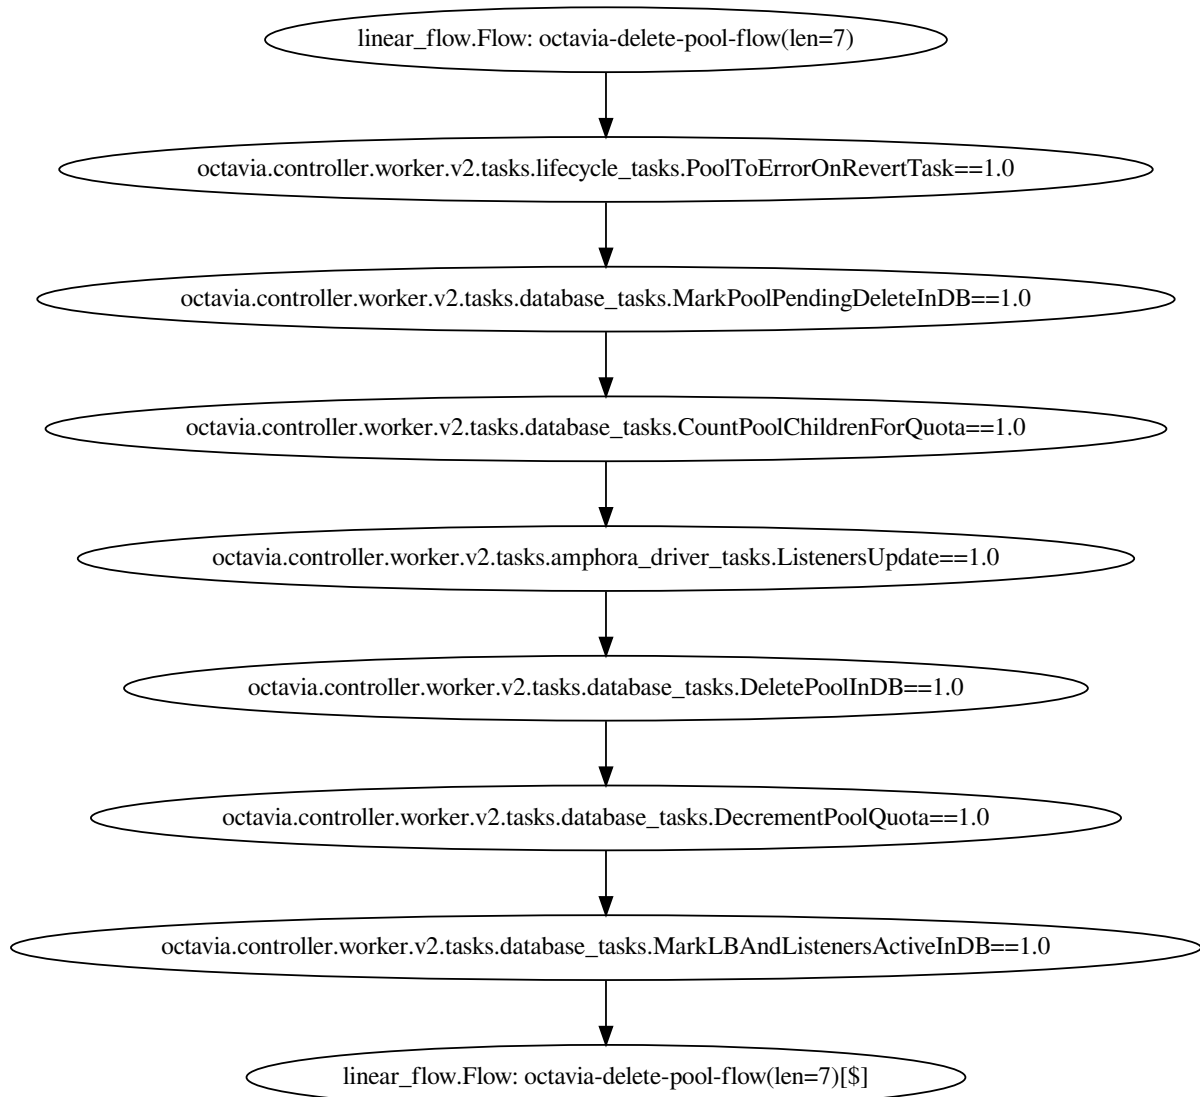 linear_flow.Flow: octavia-delete-pool-flow(len=7)
octavia.controller.worker.v2.tasks.lifecycle_tasks.PoolToErrorOnRevertTask==1.0
octavia.controller.worker.v2.tasks.database_tasks.MarkPoolPendingDeleteInDB==1.0
octavia.controller.worker.v2.tasks.database_tasks.CountPoolChildrenForQuota==1.0
octavia.controller.worker.v2.tasks.amphora_driver_tasks.ListenersUpdate==1.0
octavia.controller.worker.v2.tasks.database_tasks.DeletePoolInDB==1.0
octavia.controller.worker.v2.tasks.database_tasks.DecrementPoolQuota==1.0
octavia.controller.worker.v2.tasks.database_tasks.MarkLBAndListenersActiveInDB==1.0
linear_flow.Flow: octavia-delete-pool-flow(len=7)[$]